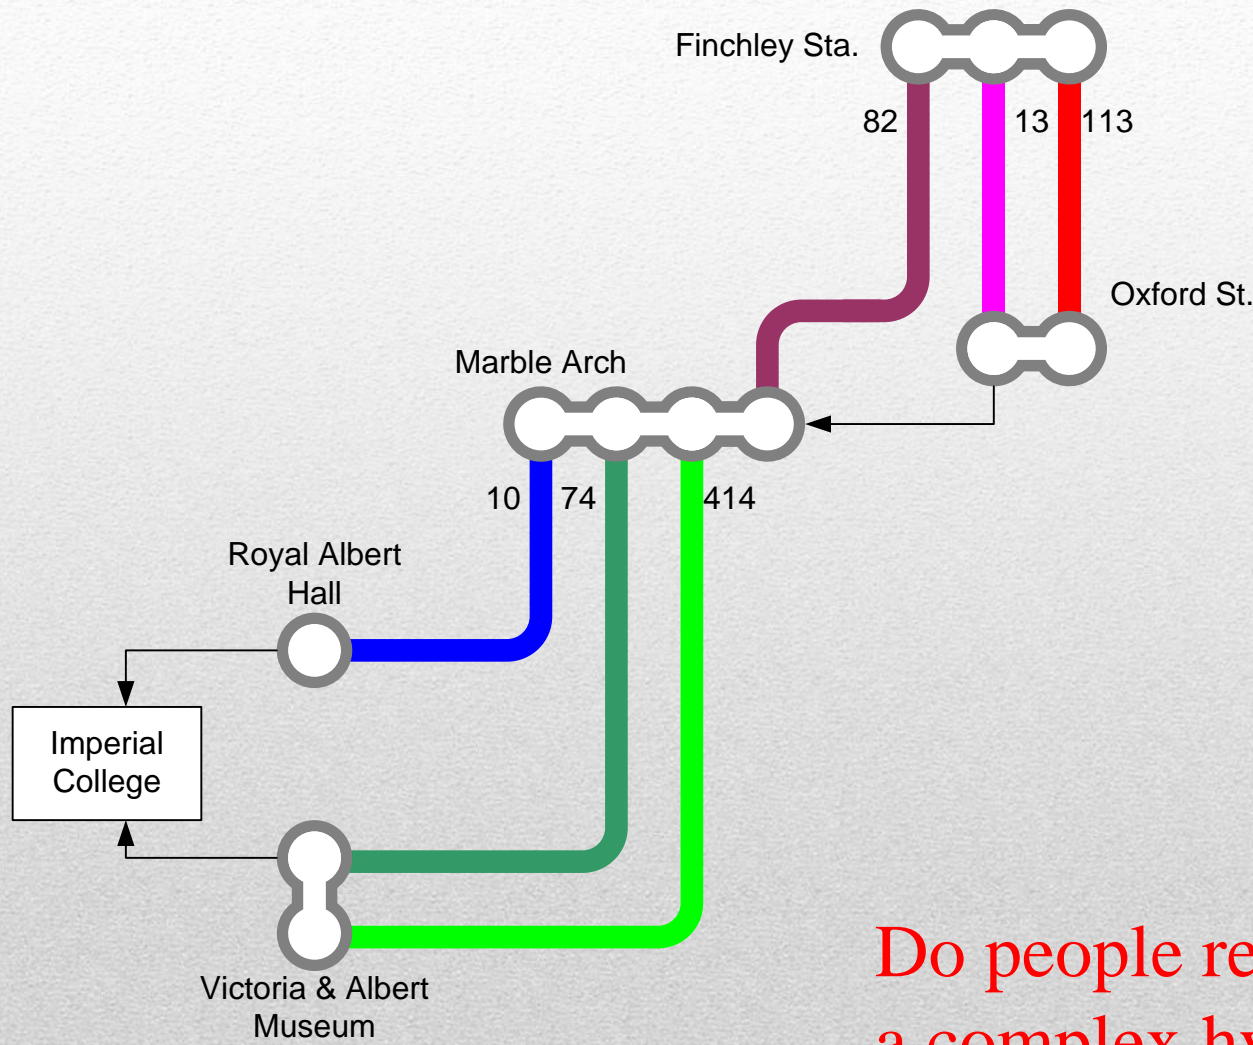 Finchley Sta.
82
13
113
Oxford St.
Marble Arch
10
74
414
Royal Albert
Hall
Imperial
College
Victoria & Albert
Museum
Do people
a complex